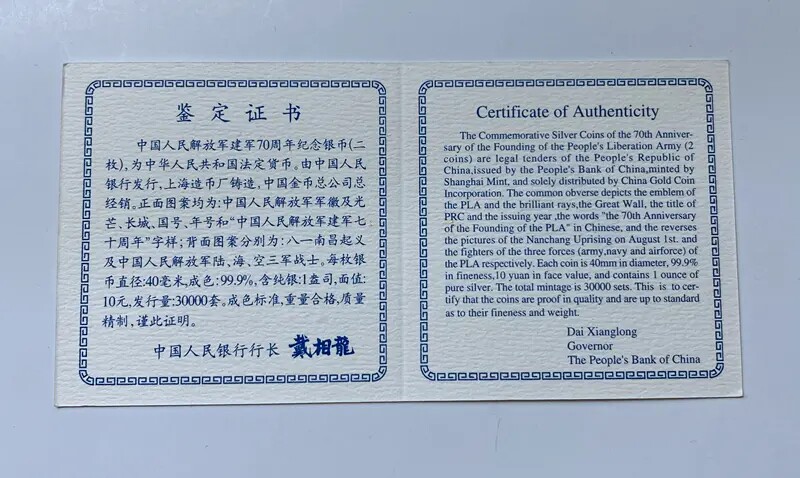 鉴定证书
中国人民解放军建军70周年纪念银币(二
枚),为中华人民共和国法定货币。由中国人民
银行发行,上海造币厂铸造,中国金币总公司总
经销。正面图案均为:中国人民解放军军徽及光
芒、长城、国号、年号和“中国人民解放军建军七
十周年”字样;背面图案分别为:八一南昌起义
及中国人民解放军陆、海、空三军战士。每枚银
币直径:40毫米,成色:99.9%,含纯银:1盎司,面值:
10元,发行量:30000套。成色标准,重量合格,质量
精制,谨此证明。
中国人民银行行长 戴相龍
Certificate of Authenticity
The Commemorative Silver Coins of the 70th Anniver-
sary of the Founding of the People's Liberation Army (2
coins) are legal tenders of the People's Republic of
China,issued by the People's Bank of China,minted by
Shanghai Mint, and solely distributed by China Gold Coin
Incorporation. The common obverse depicts the emblem of
the PLA and the brilliant rays,the Great Wall, the title of
PRC and the issuing year ,the words "the 70th Anniversary
of the Founding of the PLA" in Chinese, and the reverses
the pictures of the Nanchang Uprising on August 1st. and
the fighters of the three forces (army,navy and airforce) of
the PLA respectively. Each coin is 40mm in diameter, 99.9%
in fineness,10 yuan in face value, and contains 1 ounce of
pure silver. The total mintage is 30000 sets. This is to cer-
tify that the coins are proof in quality and are up to standard
as to their fineness and weight.
Dai Xianglong
Governor
The People's Bank of China